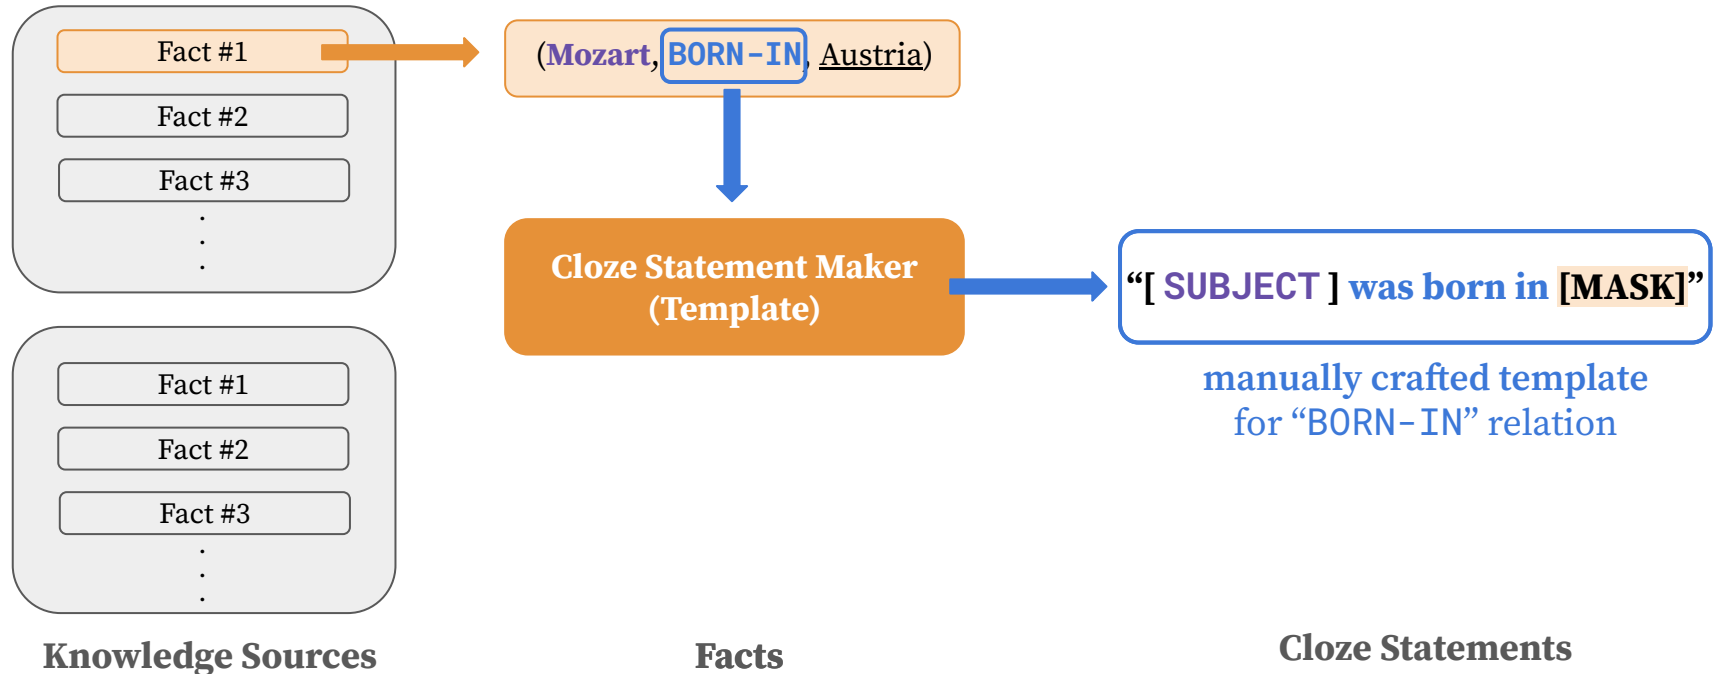 Fact #1
Fact #2
Fact #3
.
.
.
Fact #1
Fact #2
Fact #3
.
.
.
Knowledge Sources
(Mozart, BORN-IN, Austria)
Cloze Statement Maker
(Template)
Facts
“[ SUBJECT ] was born in [MASK]”
manually crafted template
for “BORN-IN” relation
Cloze Statements